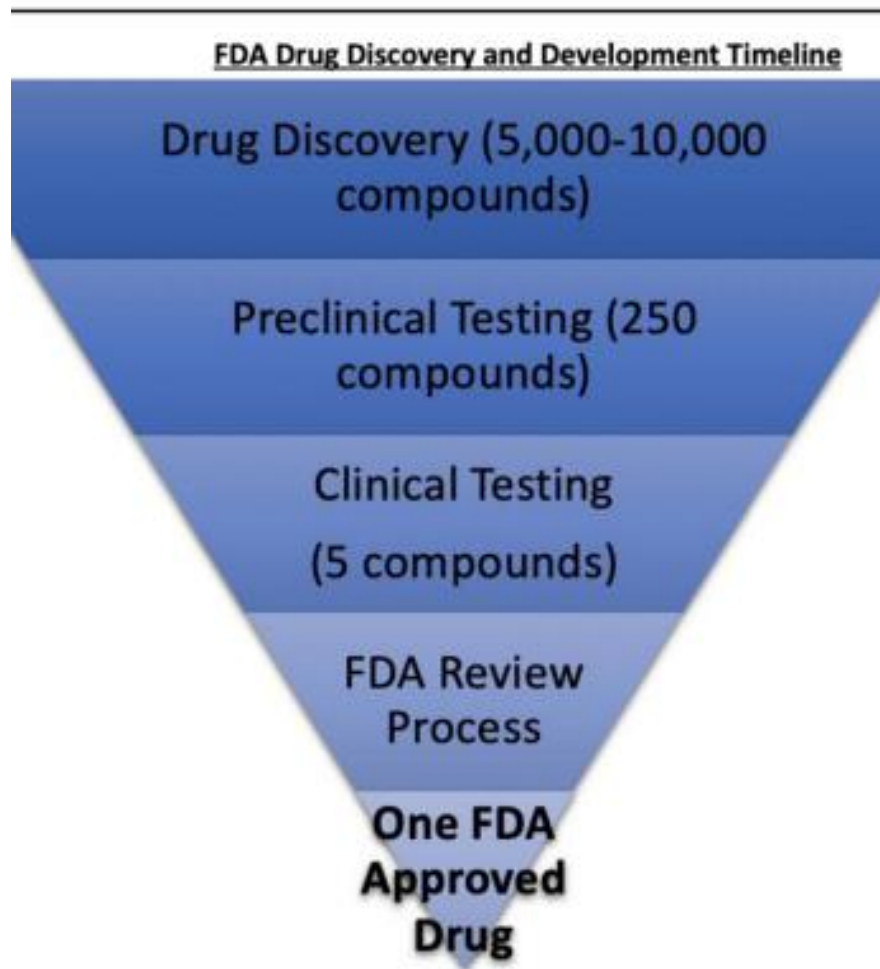 FDA Drug Discovery and Development Timeline
Drug Discovery (5,000-10,000
compounds)
Preclinical Testing (250
compounds)
Clinical Testing
(5 compounds)
FDA Review
Process
One FDA
Approved
Drug